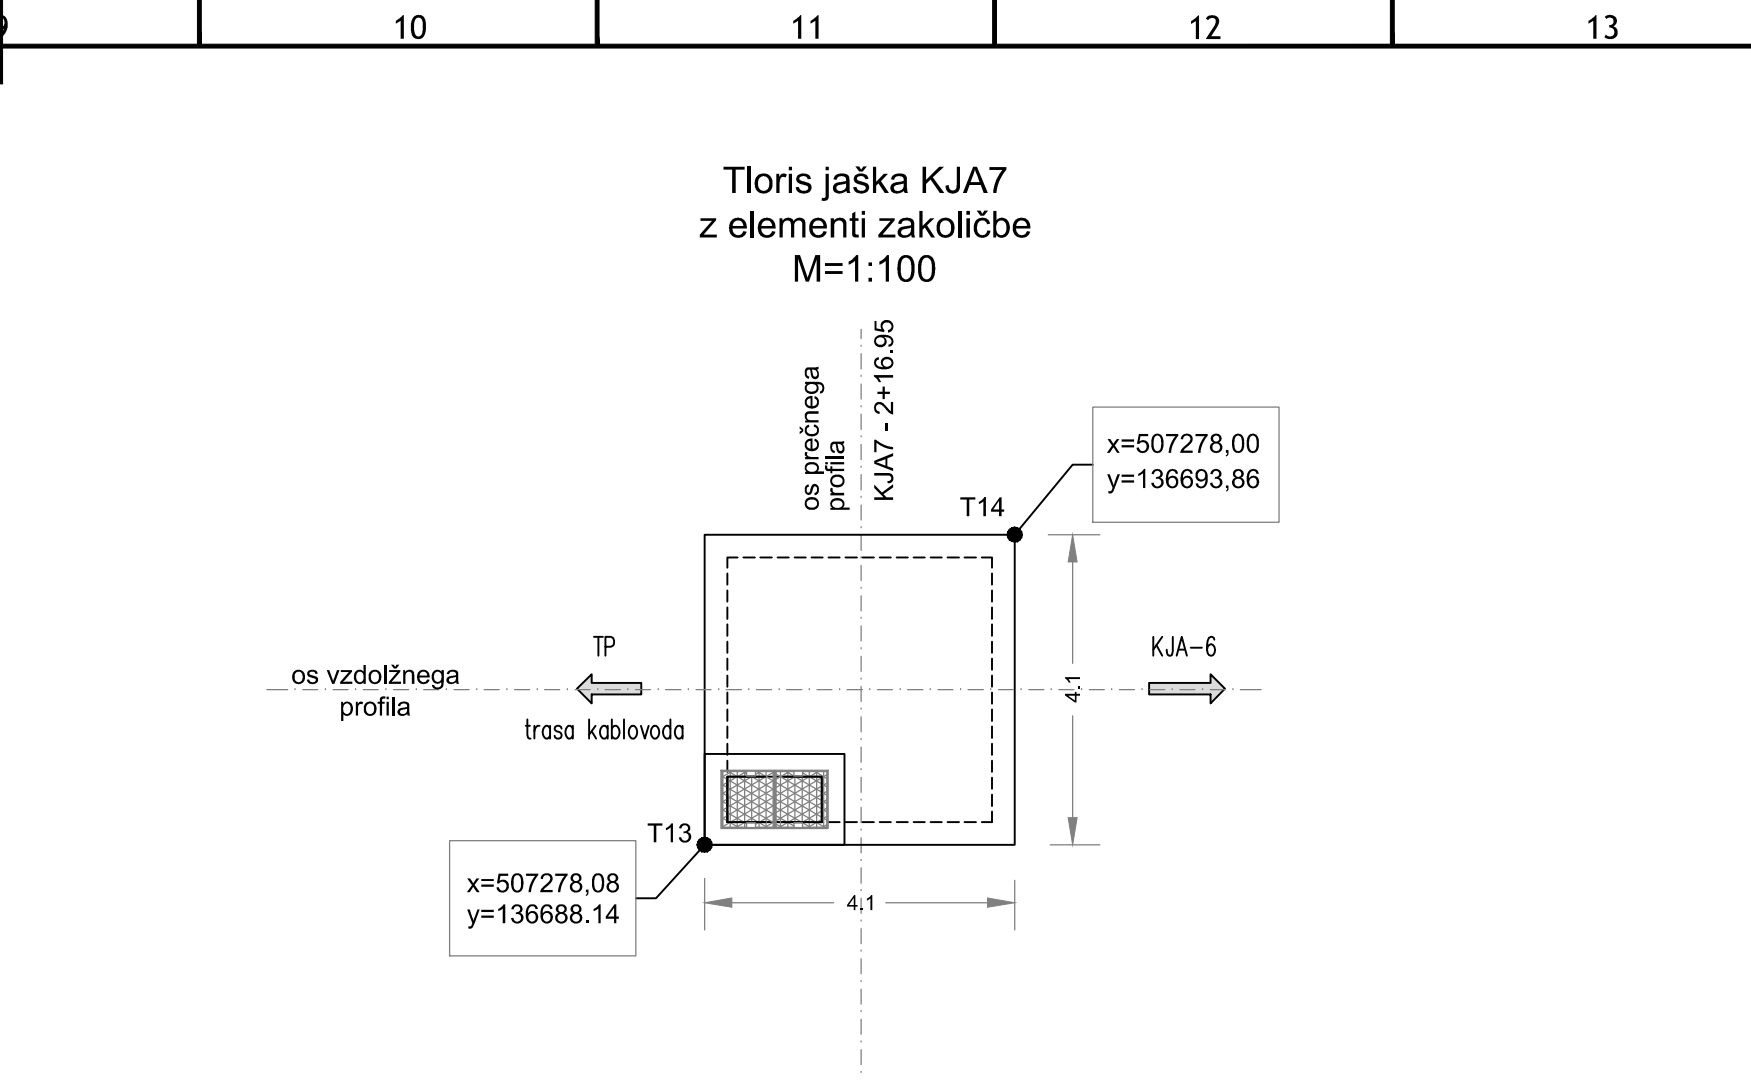 10
11
12
13
Tloris jaška KJA7
z elementi zakoličbe
M=1:100
os prečnega
profila
KJA7 - 2+16.95
x=507278,00
y=136693,86
T14
TP
KJA-6
os vzdolžnega
profila
4.1
trasa kablovoda
T13
x=507278,08
y=136688.14
4.1